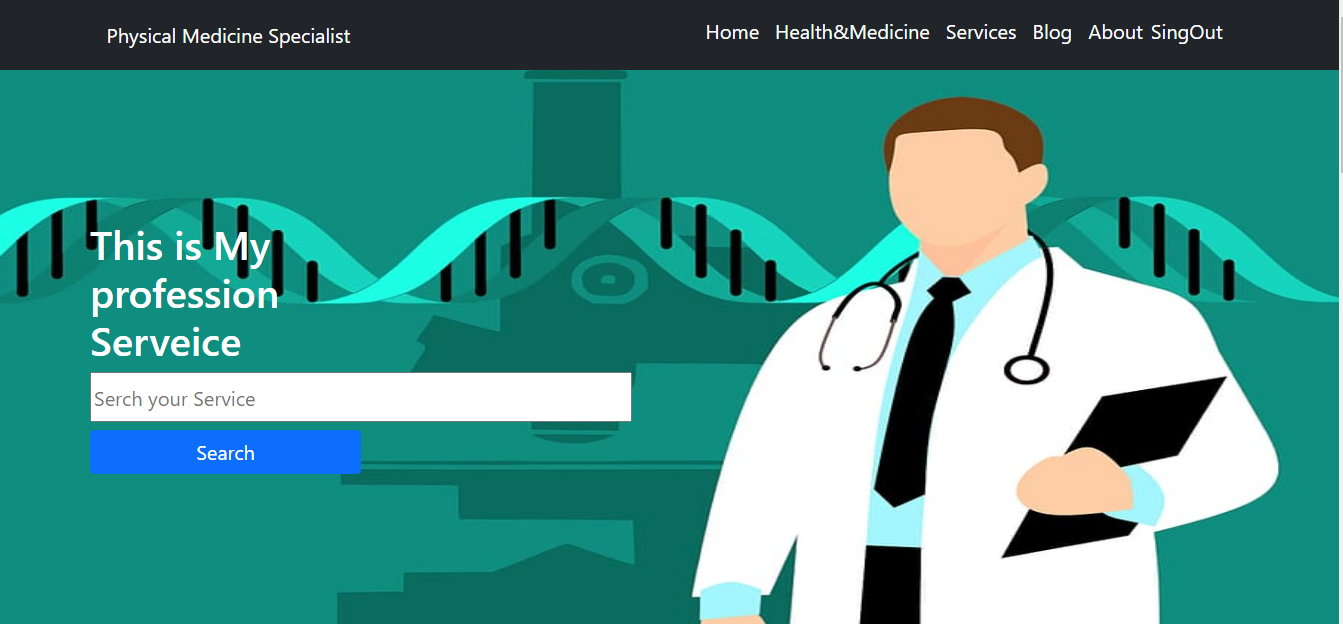 Physical Medicine Specialist
Home Health&Medicine Services Blog About SingOut
This is My
profession
Serveice
Serch your Service
Search